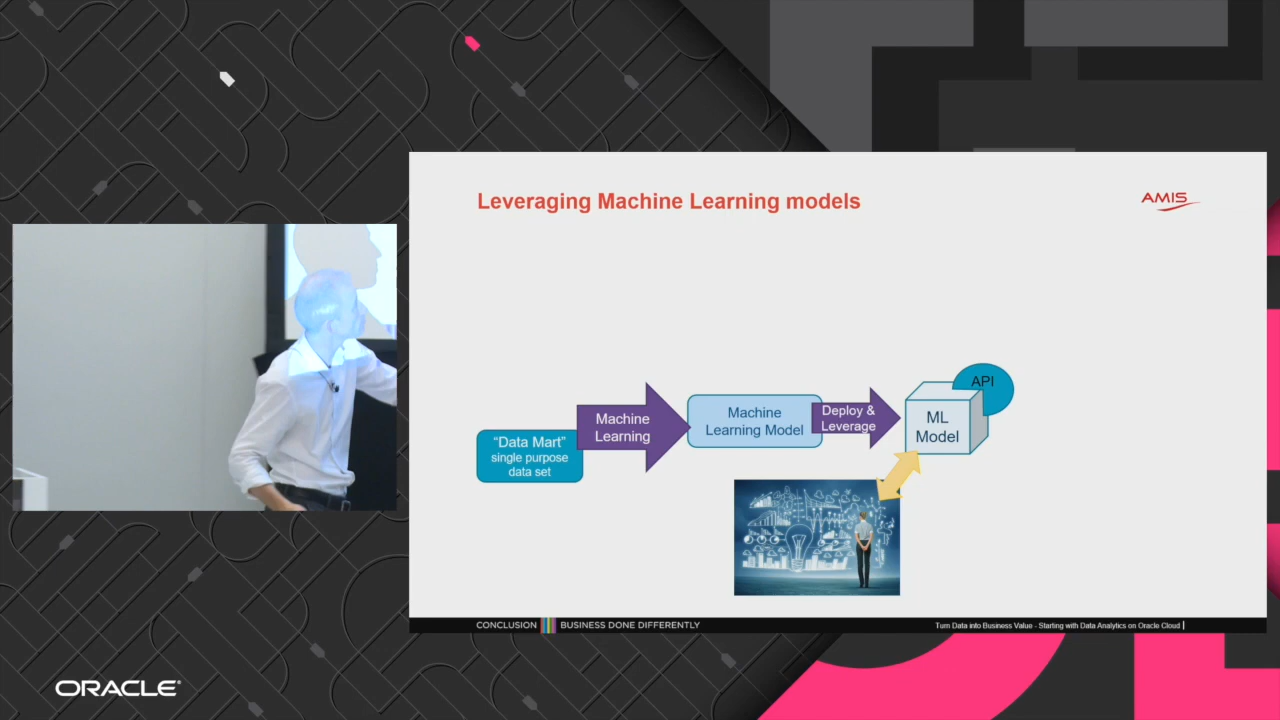 Leveraging Machine Learning models
AMIS
API
Machine
Learning
Machine
Learning Model
Deploy &
Leverage
ML
Model
“Data Mart”
single purpose
data set
CONCLUSION BUSINESS DONE DIFFERENTLY
Turn Data into Business Value - Starting with Data Analytics on Oracle Cloud |
ORACLE®